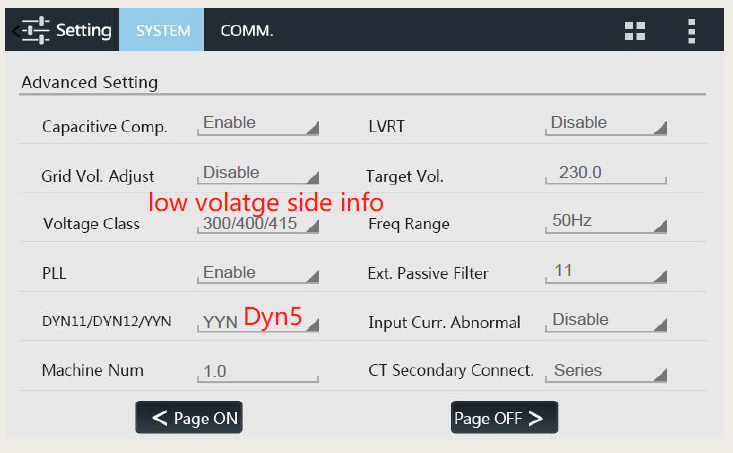 Setting SYSTEM COMM.
Advanced Setting
Capacitive Comp. Enable LVRT Disable
Grid Vol. Adjust Disable Target Vol. 230.0
low volatge side info
Voltage Class 300/400/415 Freq Range 50Hz
PLL Enable Ext. Passive Filter 11
DYN11/DYN12/YYN YYN Dyn5 Input Curr. Abnormal Disable
Machine Num 1.0 CT Secondary Connect. Series
< Page ON Page OFF >